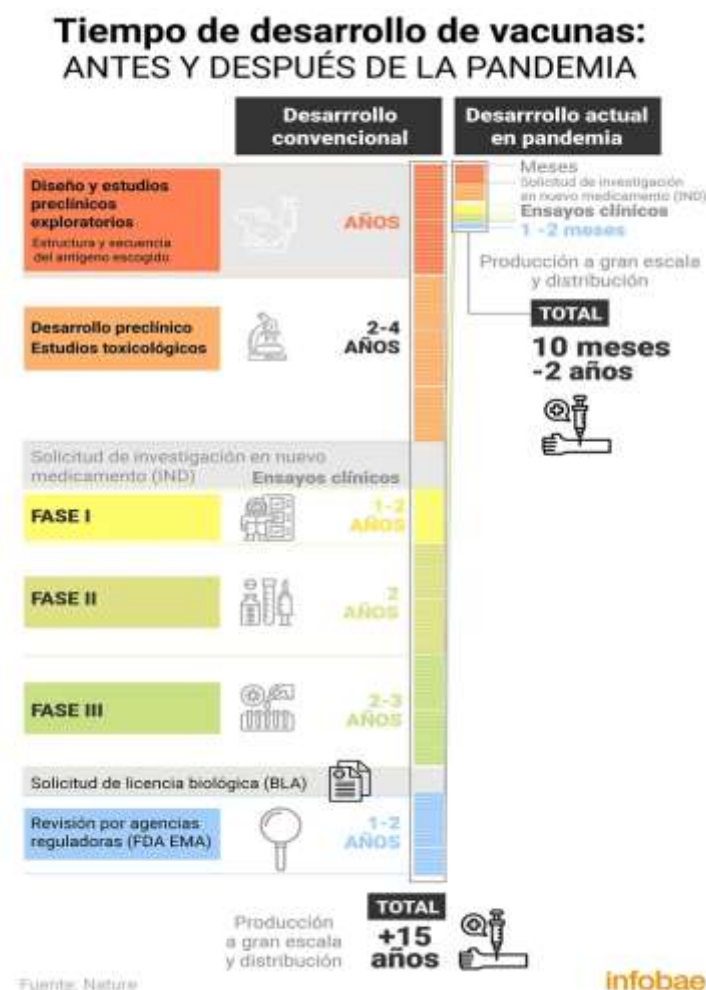 Tiempo de desarrollo de vacunas:
ANTES Y DESPUÉS DE LA PANDEMIA
Desarrrollo
convencional
Desarrrollo actual
en pandemia
Diseño y estudios
preclínicos
exploratorios
Estructura y secuencia
del antígeno escogido
AÑOS
Meses
Solicitud de investigación
en nuevo medicamento (IND)
Ensayos clínicos
1 -2 meses
Producción a gran escala
y distribución
TOTAL
10 meses
-2 años
Desarrollo preclínico
Estudios toxicológicos
2-4
AÑOS
Solicitud de investigación en nuevo
medicamento (IND)
Ensayos clínicos
FASE I
1-2
AÑOS
FASE II
2
AÑOS
FASE III
2-3
AÑOS
Solicitud de licencia biológica (BLA)
Revisión por agencias
reguladoras (FDA EMA)
1-2
AÑOS
Producción
a gran escala
y distribución
TOTAL
+15
años
Fuente: Nature
infobae